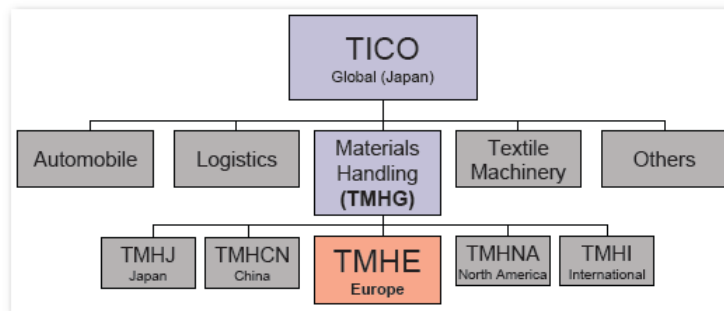 TICO
Global (Japan)
Automobile
Logistics
Materials
Handling
(TMHG)
Textile
Machinery
Others
TMHJ
Japan
TMHCN
China
TMHE
Europe
TMHNA
North America
TMHI
International